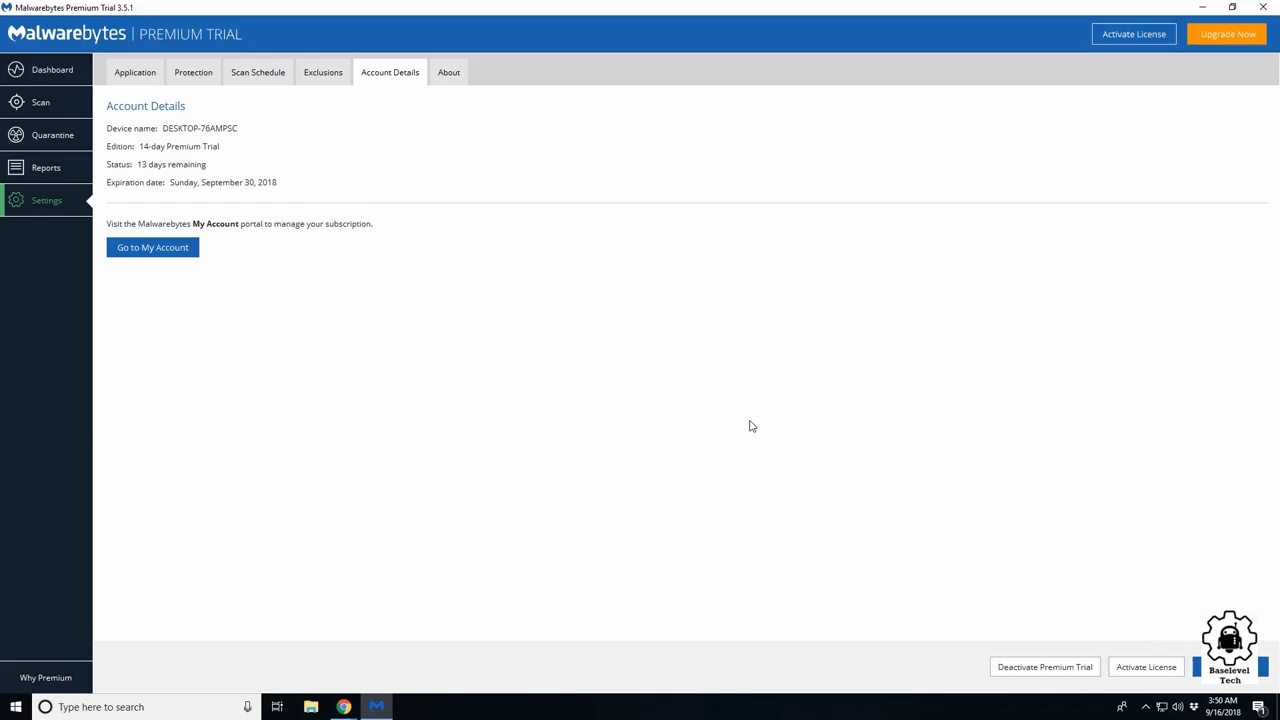 Malwarebytes Premium Trial 3.5.1
Malwarebytes | PREMIUM TRIAL
Activate License
Upgrade Now
Dashboard
Scan
Quarantine
Reports
Settings
Why Premium
Application
Protection
Scan Schedule
Exclusions
Account Details
About
Account Details
Device name: DESKTOP-76AMPSC
Edition: 14-day Premium Trial
Status: 13 days remaining
Expiration date: Sunday, September 30, 2018
Visit the Malwarebytes My Account portal to manage your subscription.
Go to My Account
Deactivate Premium Trial
Activate License
Baselevel
Tech
Type here to search
3:50 AM
9/16/2018
1